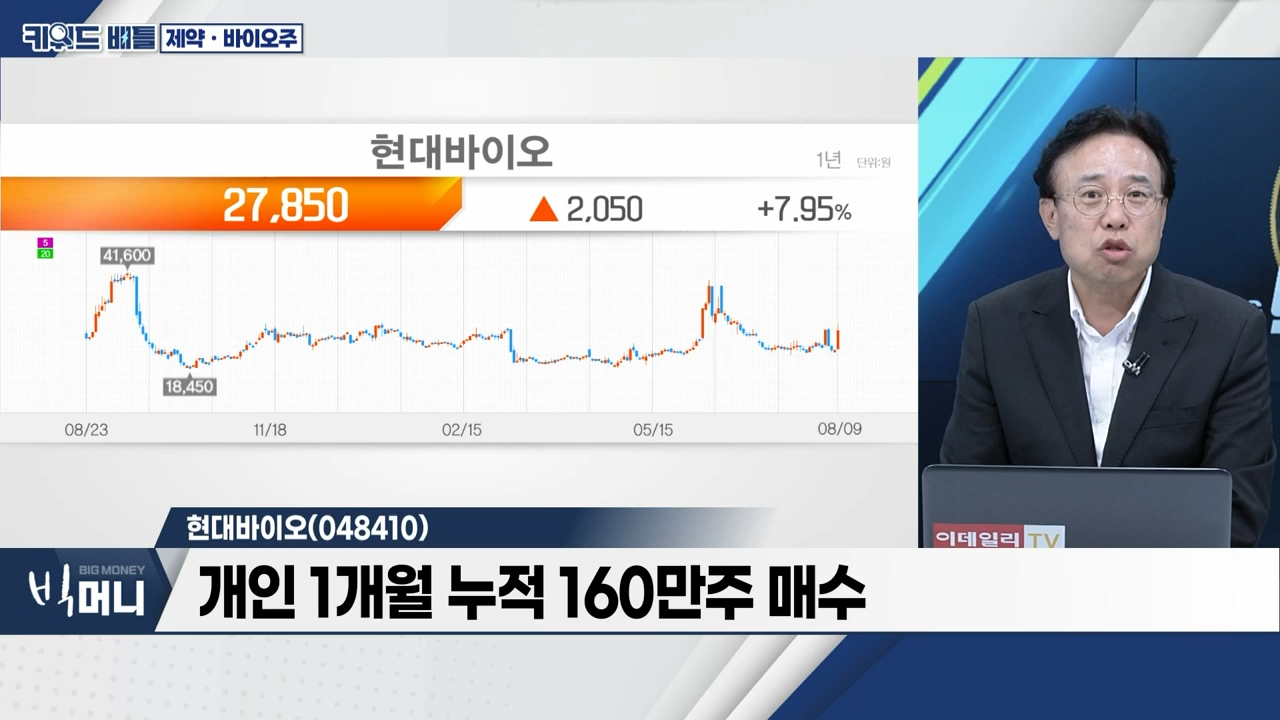 키워드 배틀 제약·바이오주
현대바이오
1년 단위:원
27,850 ▲ 2,050 +7.95%
5
20
41,600
18,450
08/23 11/18 02/15 05/15 08/09
이데일리 TV
현대바이오(048410)
BIG MONEY
빅머니
개인 1개월 누적 160만주 매수